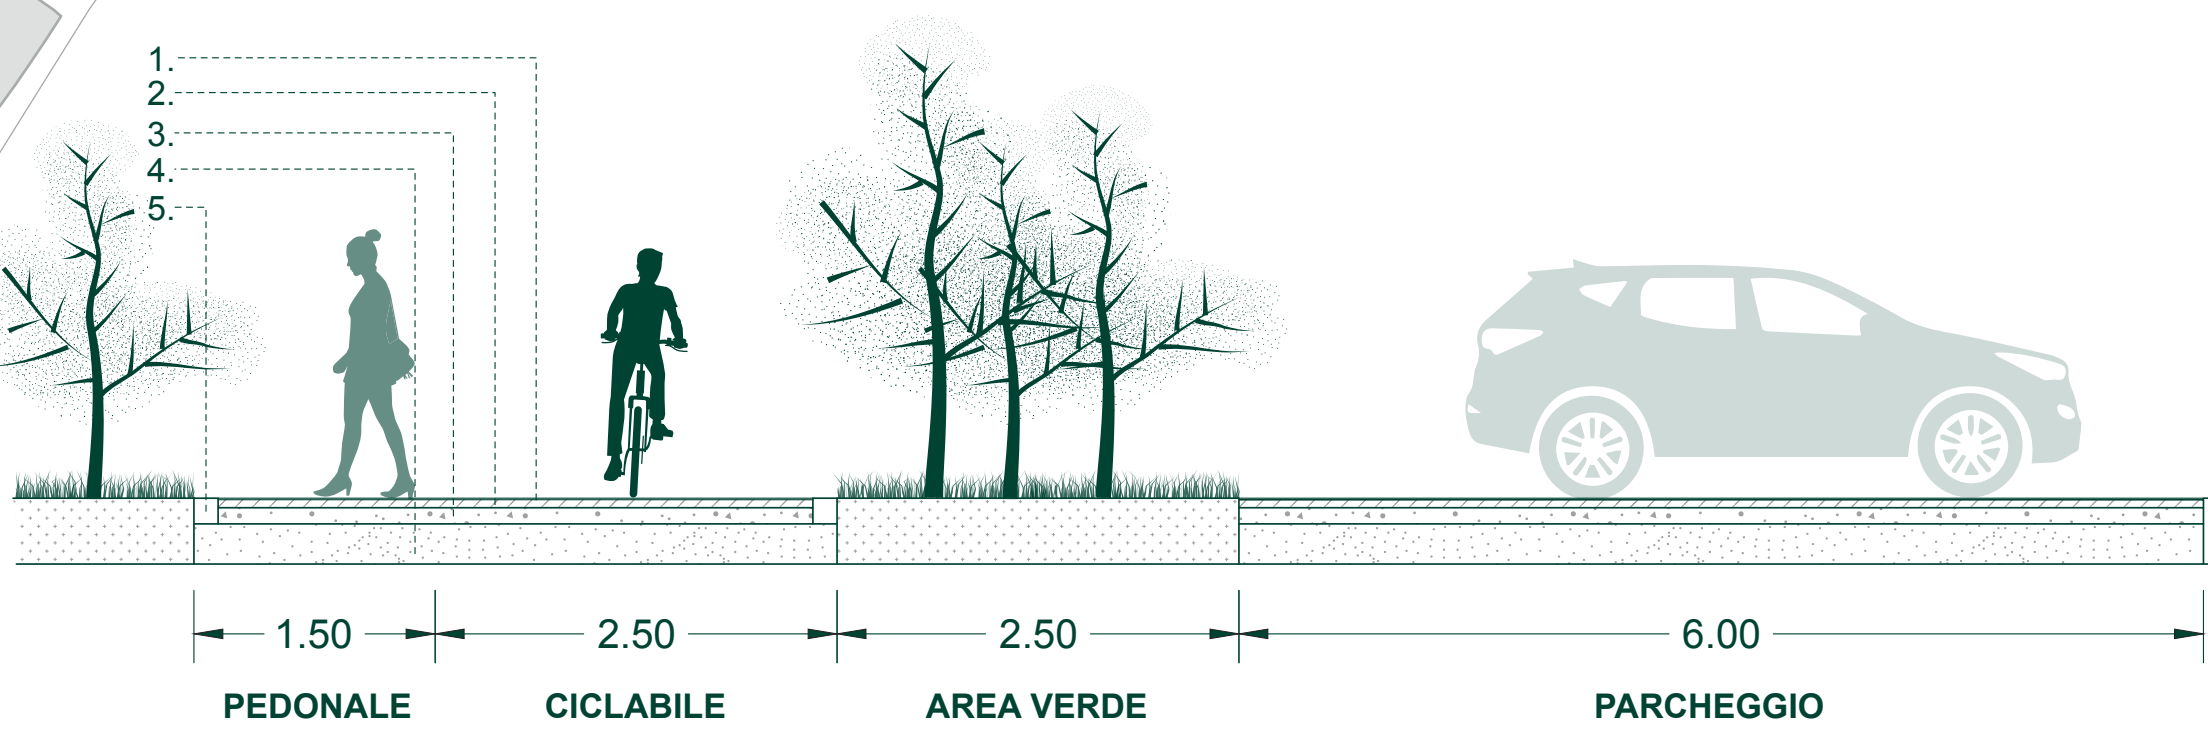 1.
2.
3.
4.
5.
1.50 2.50 2.50 6.00
PEDONALE CICLABILE AREA VERDE PARCHEGGIO